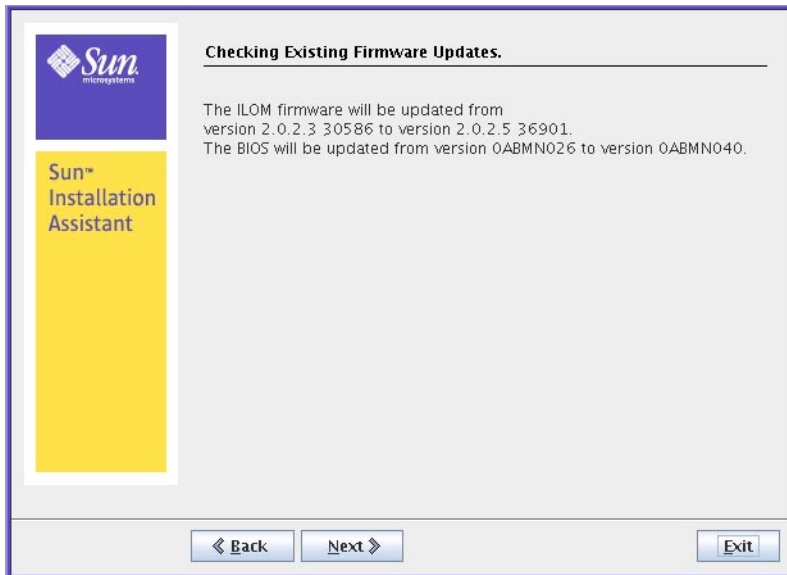 Sun
microsystems
Sun™
Installation
Assistant
Checking Existing Firmware Updates.
The ILOM firmware will be updated from
version 2.0.2.3 30586 to version 2.0.2.5 36901.
The BIOS will be updated from version 0ABMN026 to version 0ABMN040.
Back
Next
Exit